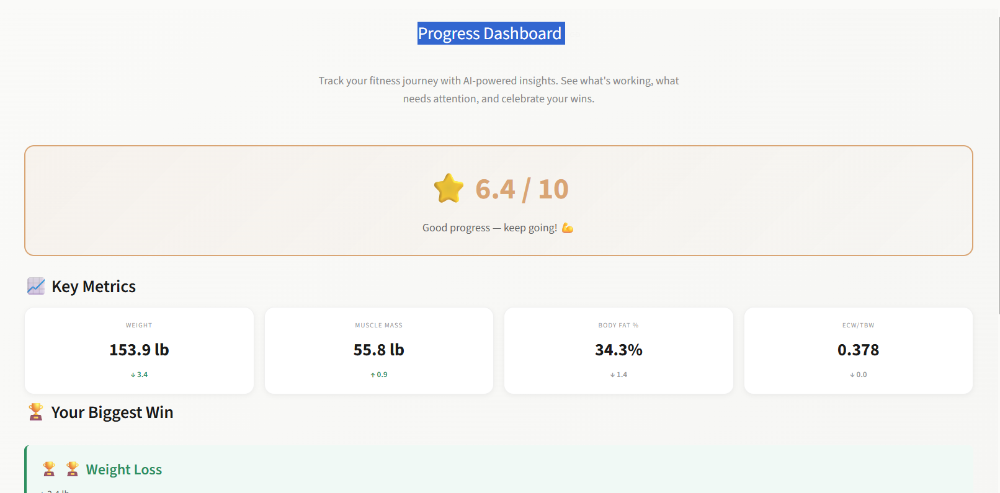 Progress Dashboard
Track your fitness journey with AI-powered insights. See what's working, what
needs attention, and celebrate your wins.
6.4 / 10
Good progress — keep going!
Key Metrics
WEIGHT
153.9 lb
↓ 3.4
MUSCLE MASS
55.8 lb
↑ 0.9
BODY FAT %
34.3%
↓ 1.4
ECW/TBW
0.378
↓ 0.0
Your Biggest Win
Weight Loss